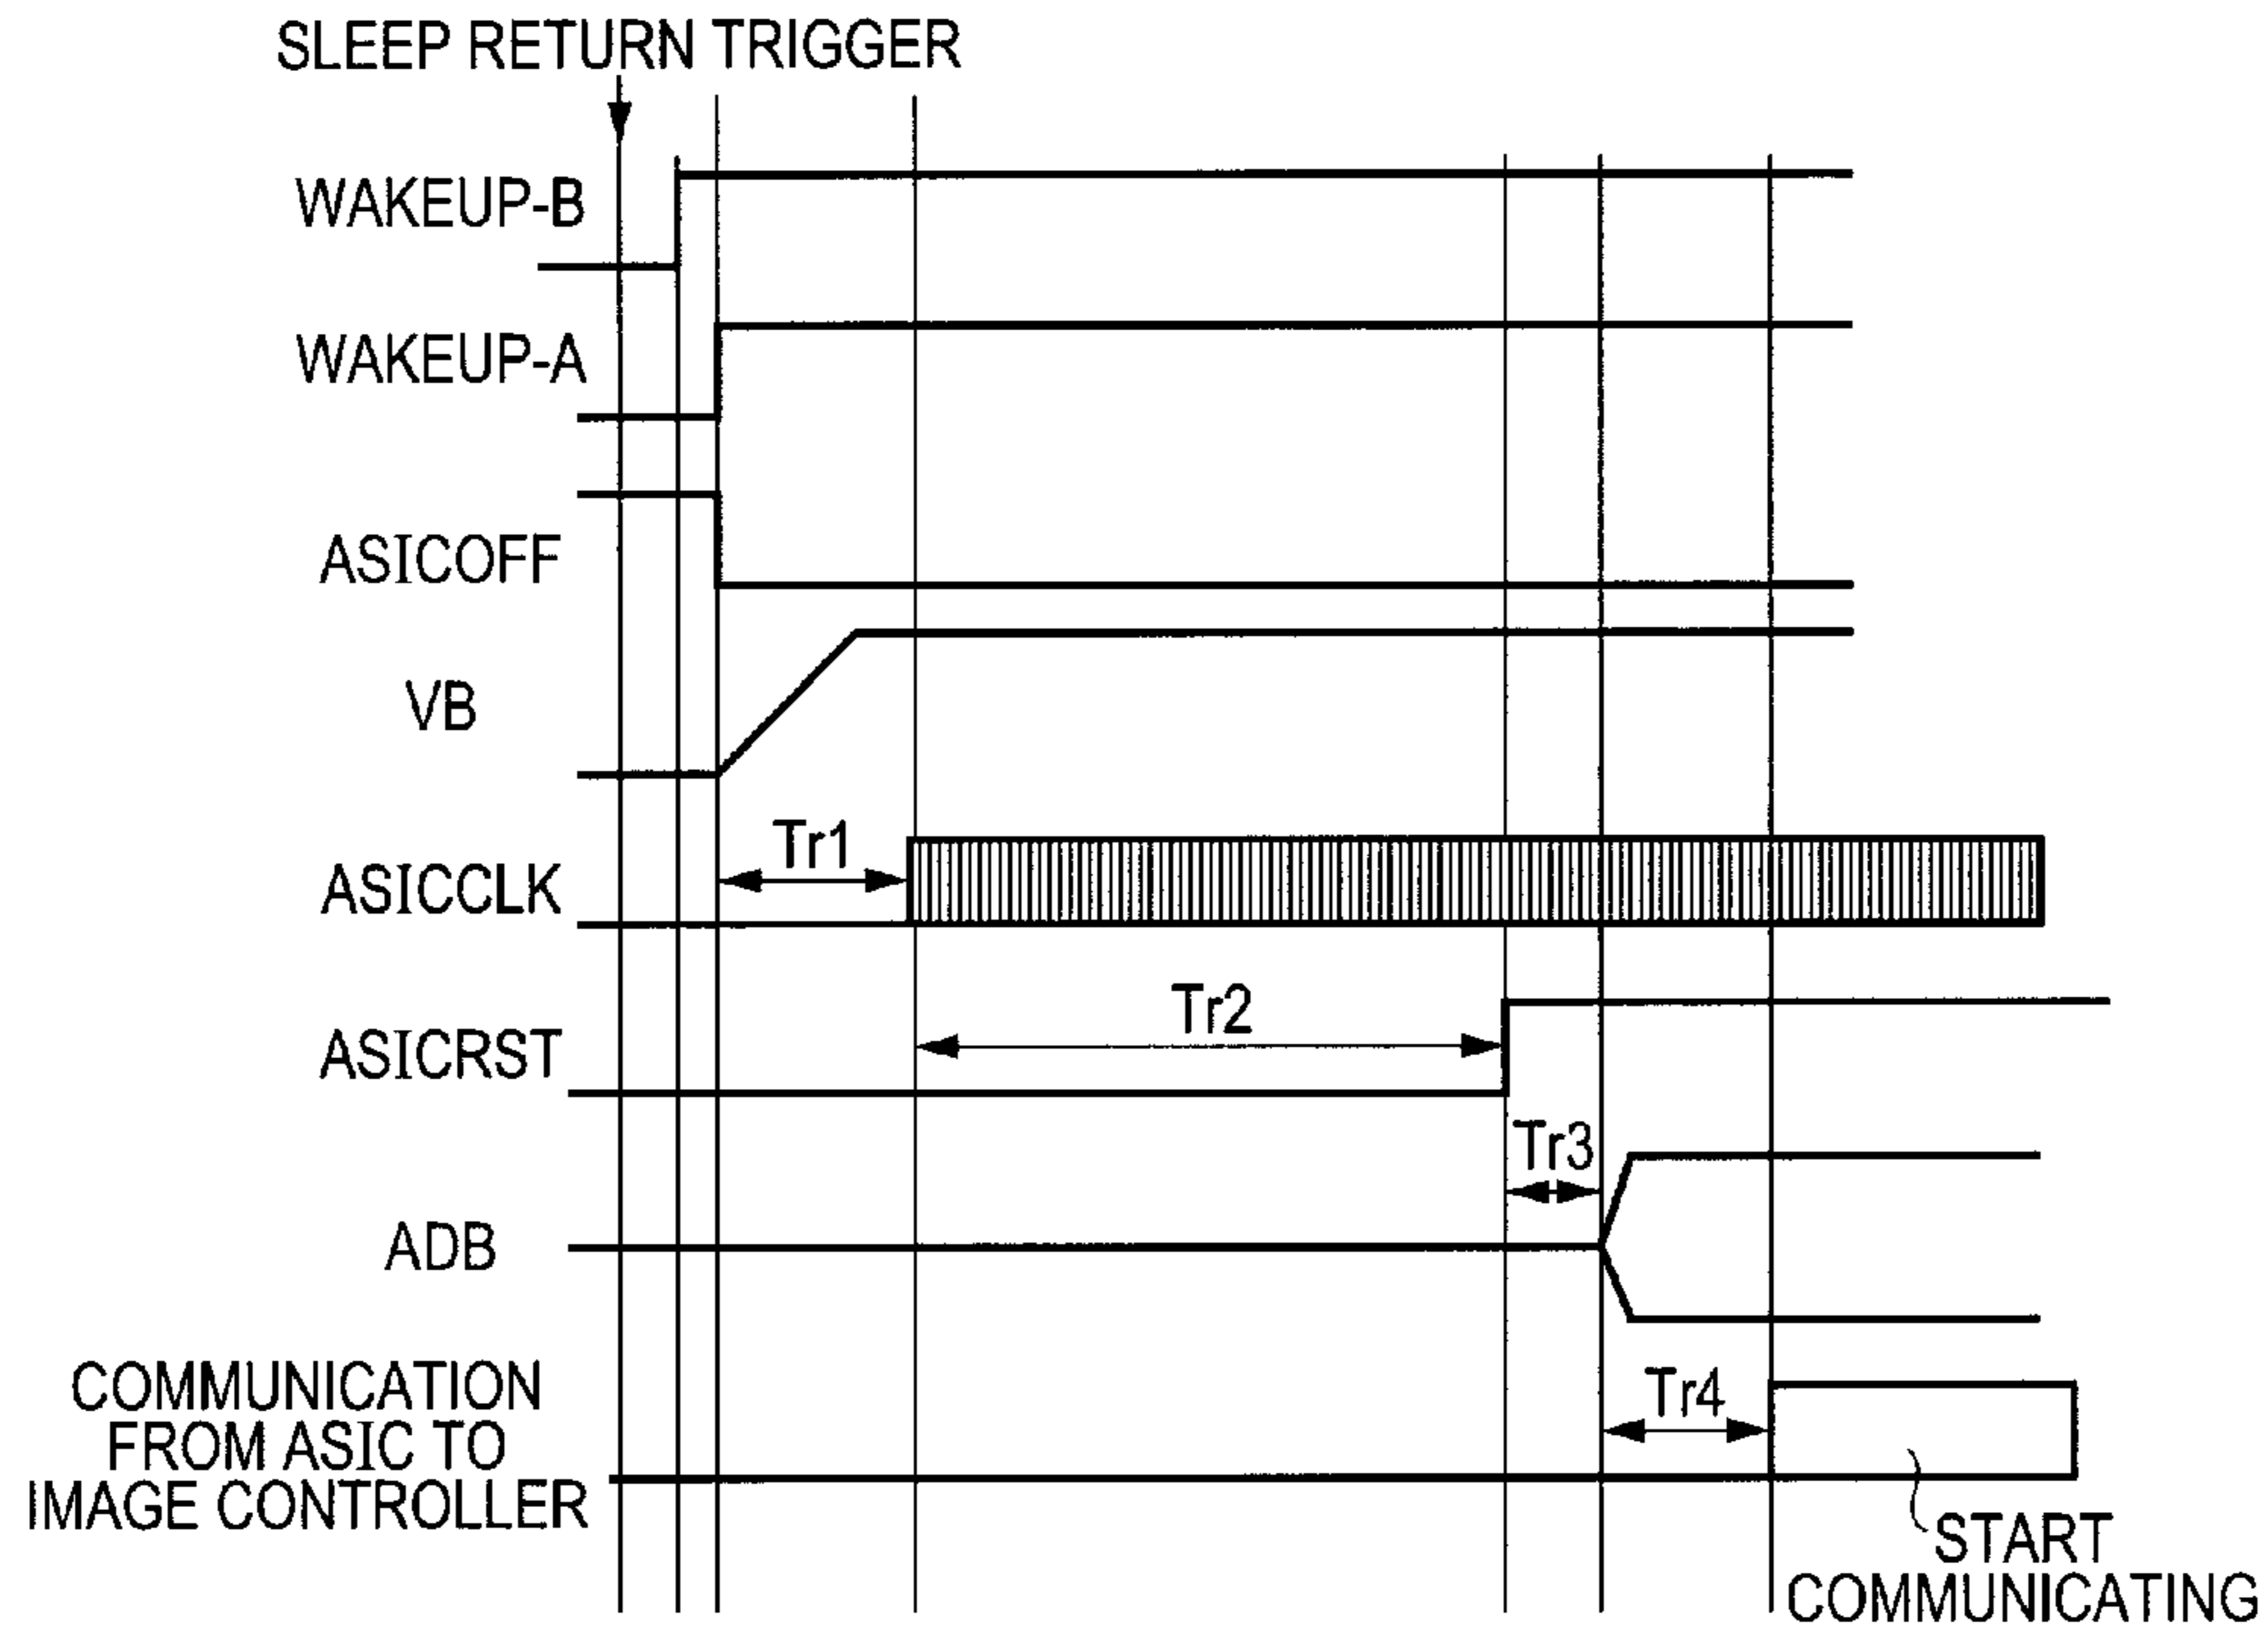 SLEEP RETURN TRIGGER
WAKEUP-B
WAKEUP-A
ASICOFF
VB
Tr1
ASICCLK
Tr2
ASICRST
Tr3
ADB
Tr4
COMMUNICATION
FROM ASIC TO
IMAGE CONTROLLER
START
COMMUNICATING